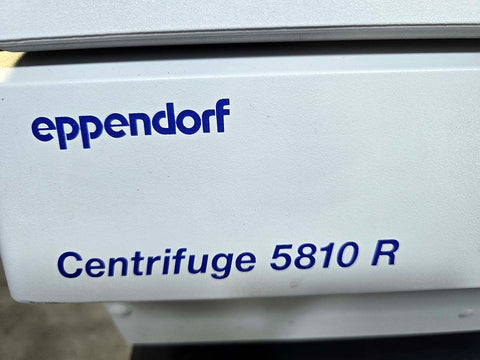 eppendorf
Centrifuge 5810 R